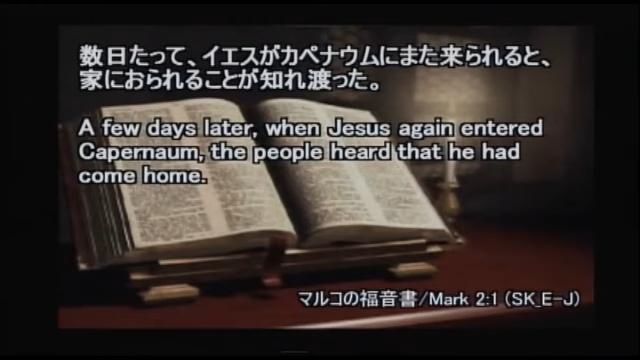 数日たって、イエスがカペナウムにまた来られると、
家におられることが知れ渡った。
A few days later, when Jesus again entered
Capernaum, the people heard that he had
come home.
マルコの福音書/Mark 2:1 (SK_E-J)